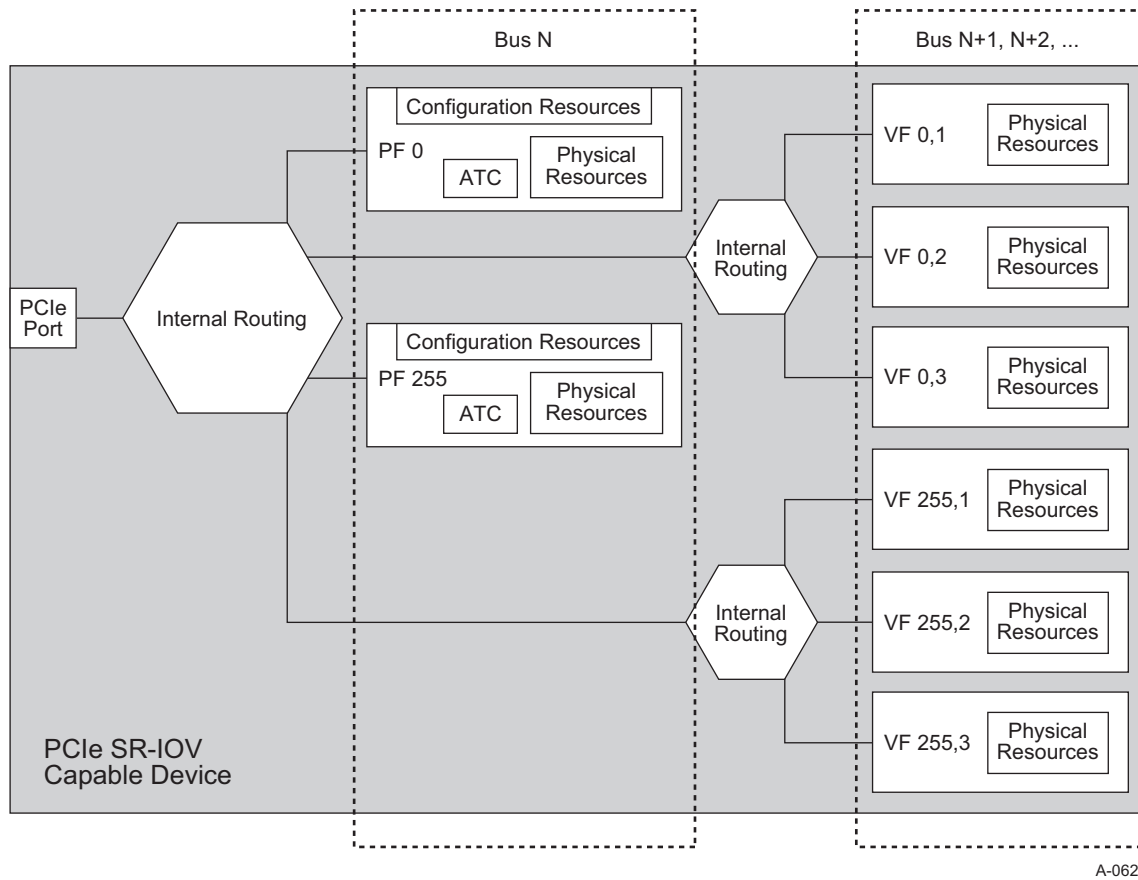 Bus N
Bus N+1, N+2, ...
Configuration Resources
PF 0
ATC
Physical
Resources
VF 0,1
Physical
Resources
Internal
Routing
VF 0,2
Physical
Resources
PCIe
Port
Internal Routing
Configuration Resources
PF 255
ATC
Physical
Resources
VF 0,3
Physical
Resources
VF 255,1
Physical
Resources
Internal
Routing
VF 255,2
Physical
Resources
VF 255,3
Physical
Resources
PCIe SR-IOV
Capable Device
A-062